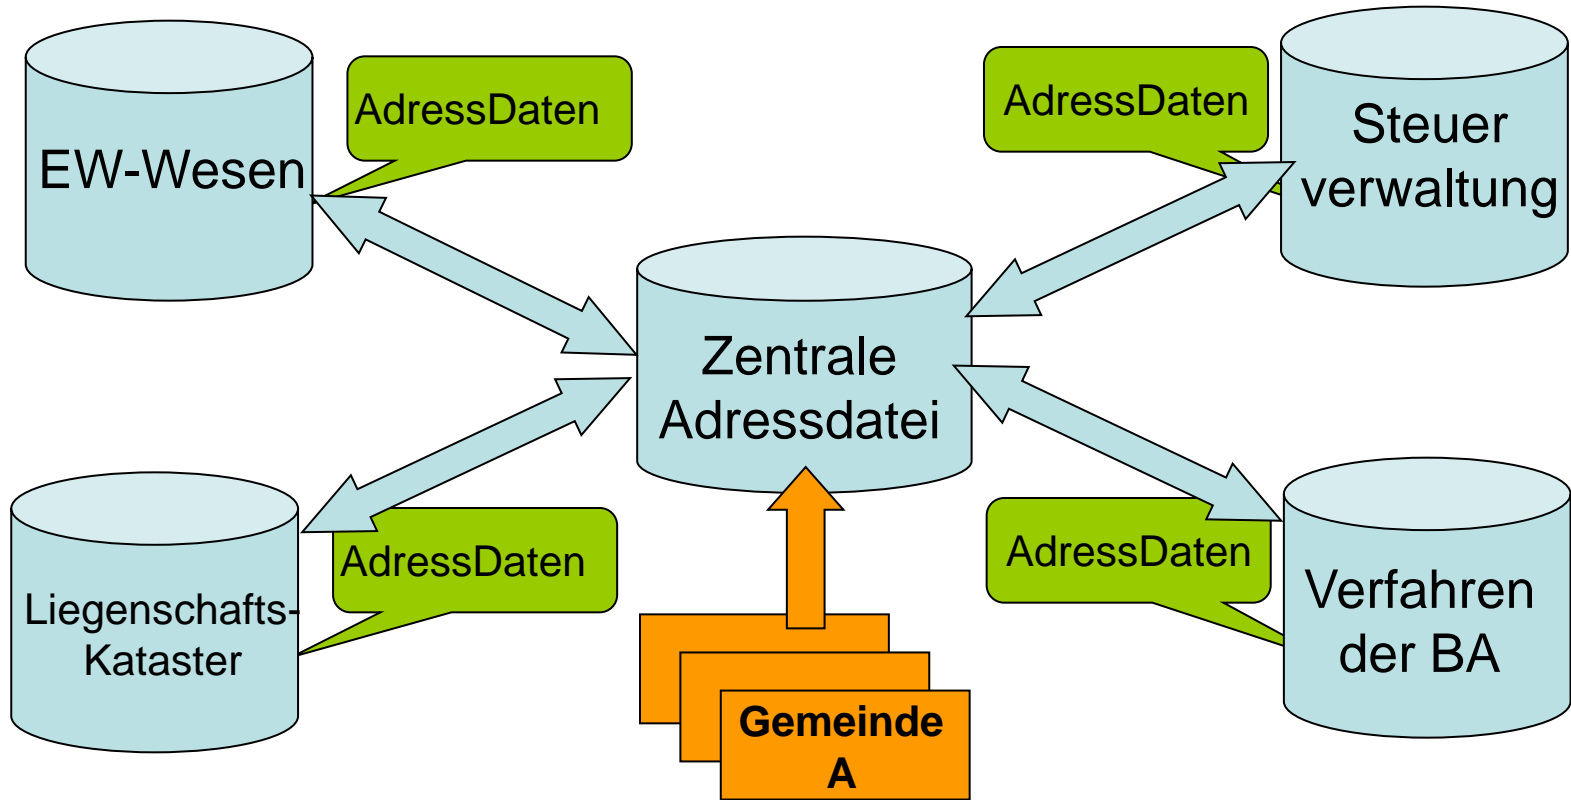 AdressDaten
EW-Wesen
AdressDaten
Steuer
verwaltung
Zentrale
Adressdatei
AdressDaten
Liegenschafts-
Kataster
AdressDaten
Verfahren
der BA
Gemeinde
A